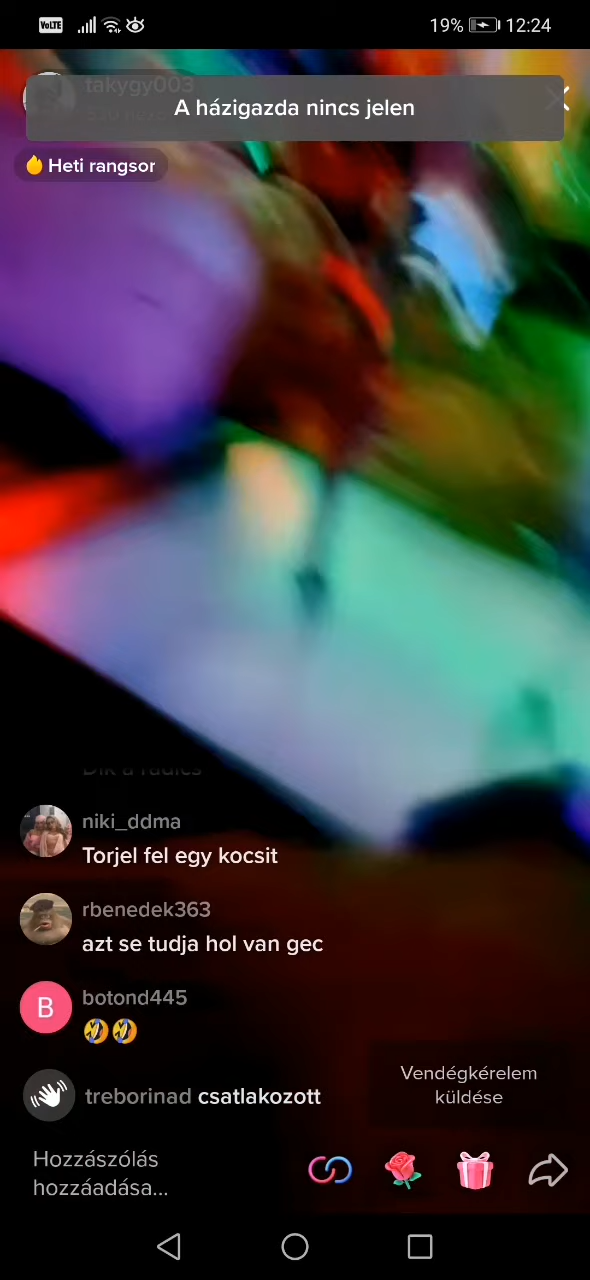 VoLTE
19% 12:24
takygy003
A házigazda nincs jelen
Heti rangsor
niki_ddma
Torjel fel egy kocsit
rbenedek363
azt se tudja hol van gec
B
botond445
🤣🤣
treborinad csatlakozott
Vendégkérelem
küldése
Hozzászólás
hozzáadása...